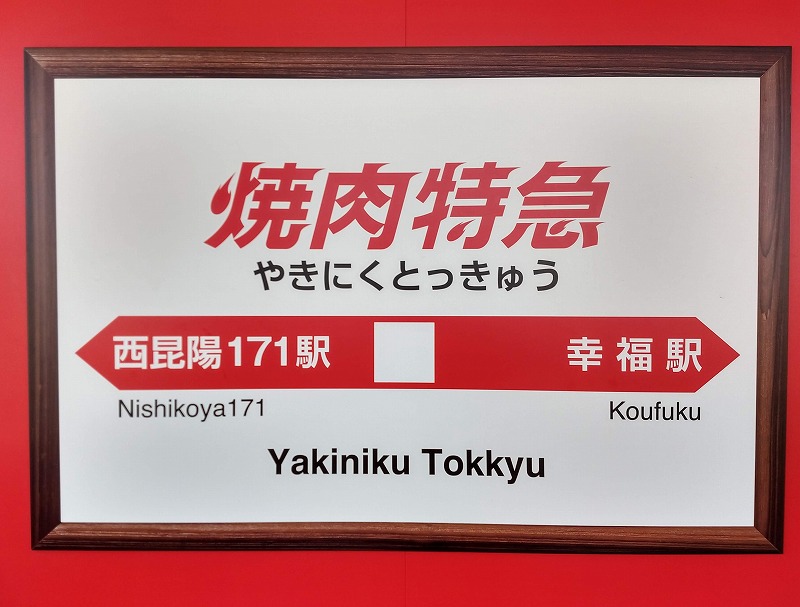 焼肉特急
やきにくとっきゅう
西昆陽171駅 幸福駅
Nishikoya171 Koufuku
Yakiniku Tokkyu